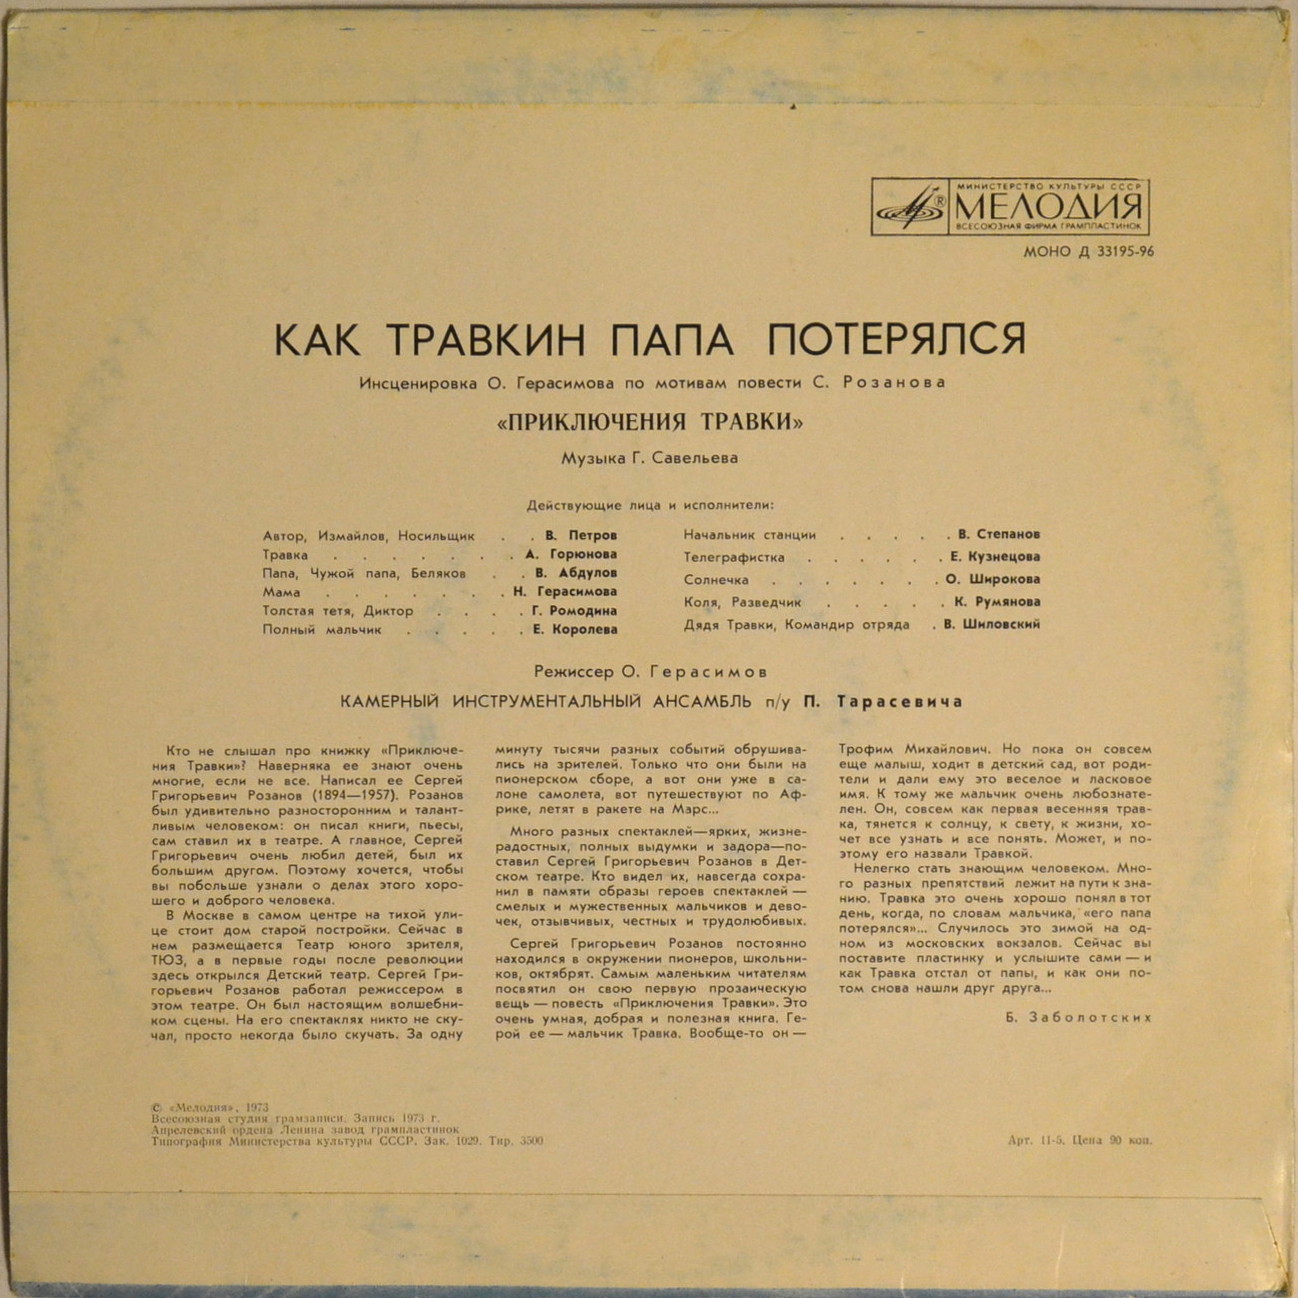 МИНИСТЕРСТВО КУЛЬТУРЫ СССР
МЕЛОДИЯ
ВСЕСОЮЗНАЯ ФИРМА ГРАМПЛАСТИНОК
МОНО Д 33195-96
КАК ТРАВКИН ПАПА ПОТЕРЯЛСЯ
Инсценировка О. Герасимова по мотивам повести С. Розанова
«ПРИКЛЮЧЕНИЯ ТРАВКИ»
Музыка Г. Савельева
Действующие лица и исполнители:
Автор, Измайлов, Носильщик . . В. Петров
Травка . . . . . . . А. Горюнова
Папа, Чужой папа, Беляков . . В. Абдулов
Мама . . . . . . . Н. Герасимова
Толстая тетя, Диктор . . . . Г. Ромодина
Полный мальчик . . . . . Е. Королева
Начальник станции . . . . . В. Степанов
Телеграфистка . . . . . . Е. Кузнецова
Солнечка . . . . . . . О. Широкова
Коля, Разведчик . . . . . К. Румянова
Дядя Травки, Командир отряда . В. Шиловский
Режиссер О. Герасимов
КАМЕРНЫЙ ИНСТРУМЕНТАЛЬНЫЙ АНСАМБЛЬ п/у П. Тарасевича
Кто не слышал про книжку «Приключе-
ния Травки»? Наверняка ее знают очень
многие, если не все. Написал ее Сергей
Григорьевич Розанов (1894—1957). Розанов
был удивительно разносторонним и талант-
ливым человеком: он писал книги, пьесы,
сам ставил их в театре. А главное, Сергей
Григорьевич очень любил детей, был их
большим другом. Поэтому хочется, чтобы
вы побольше узнали о делах этого хоро-
шего и доброго человека.
В Москве в самом центре на тихой ули-
це стоит дом старой постройки. Сейчас в
нем размещается Театр юного зрителя,
ТЮЗ, а в первые годы после революции
здесь открылся Детский театр. Сергей Гри-
горьевич Розанов работал режиссером в
этом театре. Он был настоящим волшебни-
ком сцены. На его спектаклях никто не ску-
чал, просто некогда было скучать. За одну
минуту тысячи разных событий обрушива-
лись на зрителей. Только что они были на
пионерском сборе, а вот они уже в са-
лоне самолета, вот путешествуют по Аф-
рике, летят в ракете на Марс...
Много разных спектаклей—ярких, жизне-
радостных, полных выдумки и задора—по-
ставил Сергей Григорьевич Розанов в Дет-
ском театре. Кто видел их, навсегда сохра-
нил в памяти образы героев спектаклей —
смелых и мужественных мальчиков и дево-
чек, отзывчивых, честных и трудолюбивых.
Сергей Григорьевич Розанов постоянно
находился в окружении пионеров, школьни-
ков, октябрят. Самым маленьким читателям
посвятил он свою первую прозаическую
вещь — повесть «Приключения Травки». Это
очень умная, добрая и полезная книга. Ге-
рой ее — мальчик Травка. Вообще-то он —
Трофим Михайлович. Но пока он совсем
еще малыш, ходит в детский сад, вот роди-
тели и дали ему это веселое и ласковое
имя. К тому же мальчик очень любознате-
лен. Он, совсем как первая весенняя трав-
ка, тянется к солнцу, к свету, к жизни, хо-
чет все узнать и все понять. Может, и по-
этому его назвали Травкой.
Нелегко стать знающим человеком. Мно-
го разных препятствий лежит на пути к зна-
нию. Травка это очень хорошо понял в тот
день, когда, по словам мальчика, «его папа
потерялся»... Случилось это зимой на од-
ном из московских вокзалов. Сейчас вы
поставите пластинку и услышите сами — и
как Травка отстал от папы, и как они по-
том снова нашли друг друга...
Б. Заболотских
© «Мелодия», 1973
Всесоюзная студия грамзаписи. Запись 1973 г.
Апрелевский ордена Ленина завод грампластинок
Типография Министерства культуры СССР. Зак. 1029. Тир. 3500
Арт. 11-5. Цена 90 коп.